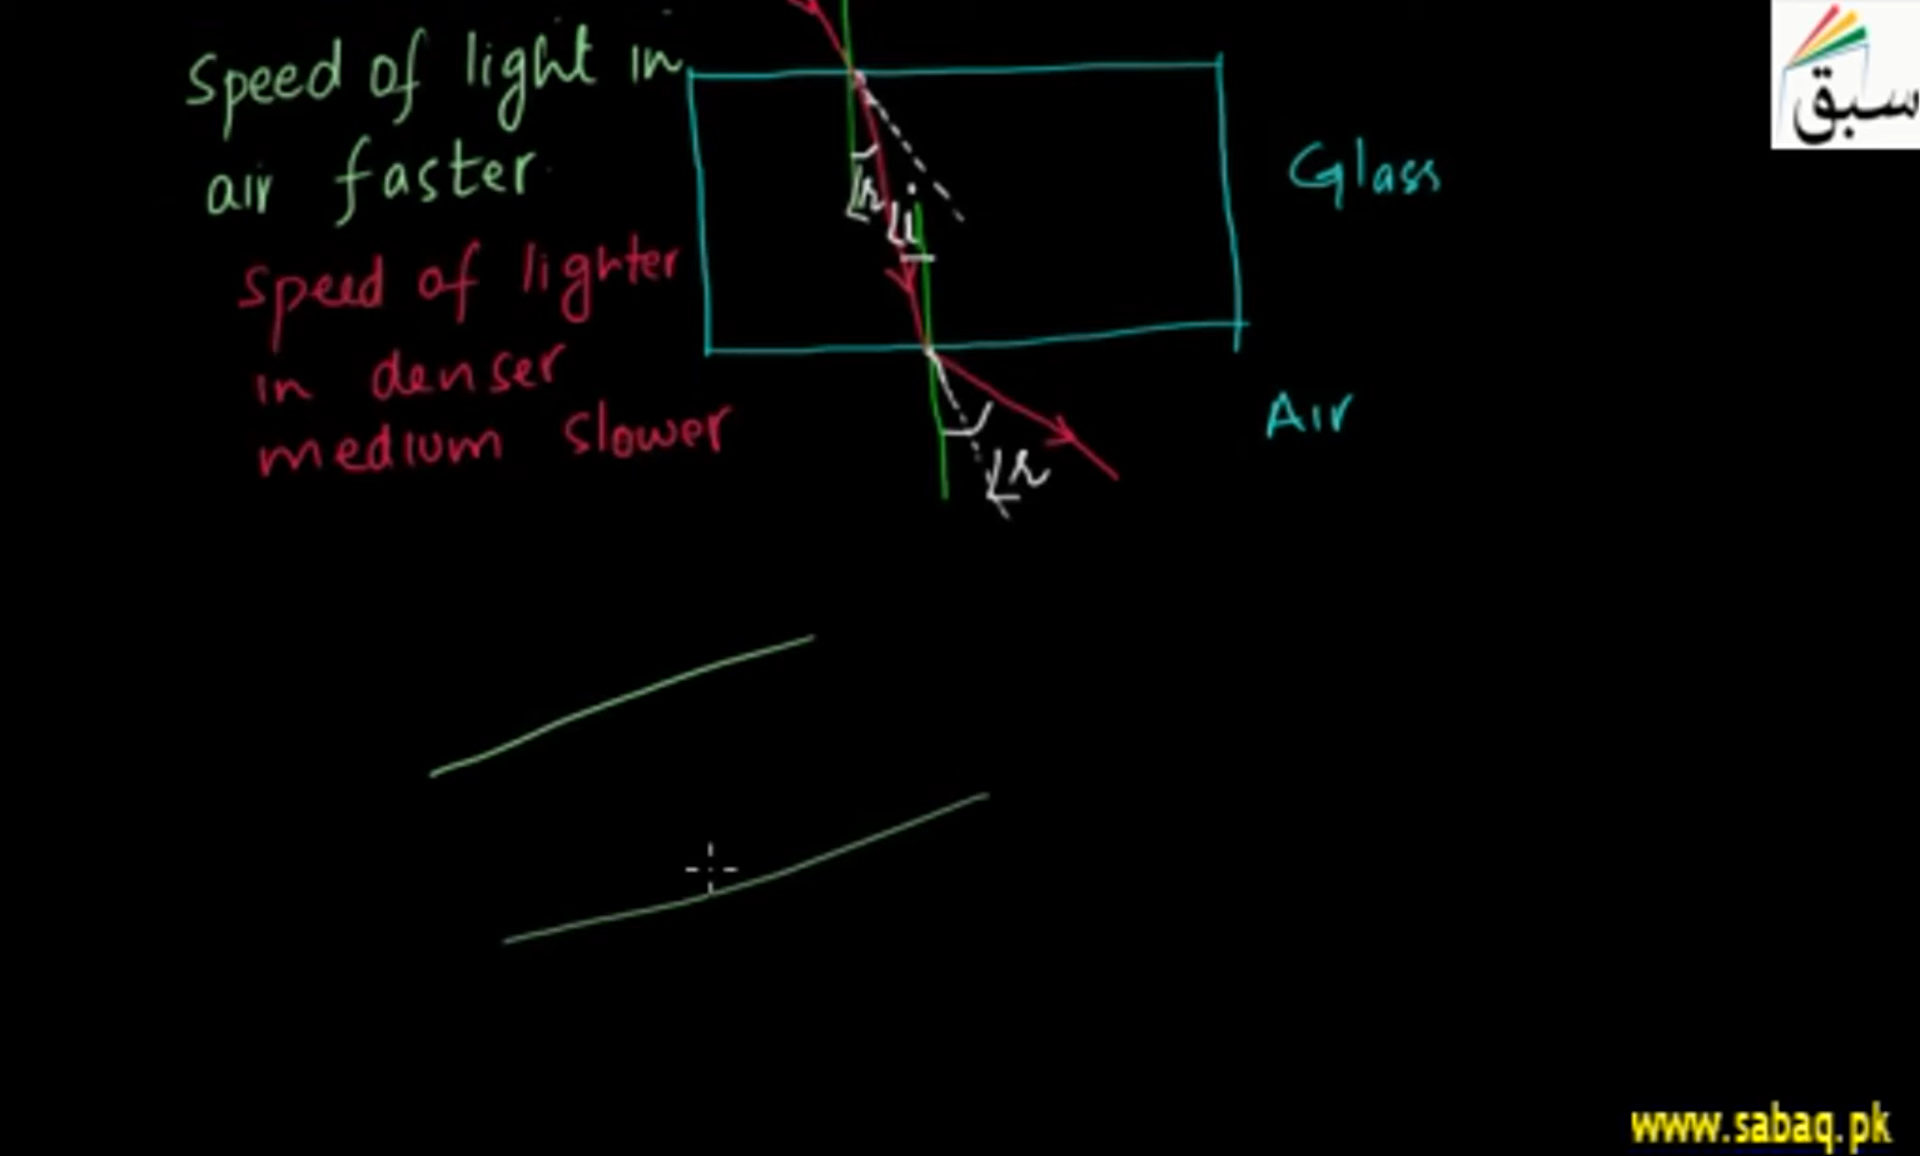 Speed of light in
air faster
Speed of lighter
in denser
medium slower
Glass
Air
∠r
∠i
∠r
سبق
www.sabaq.pk